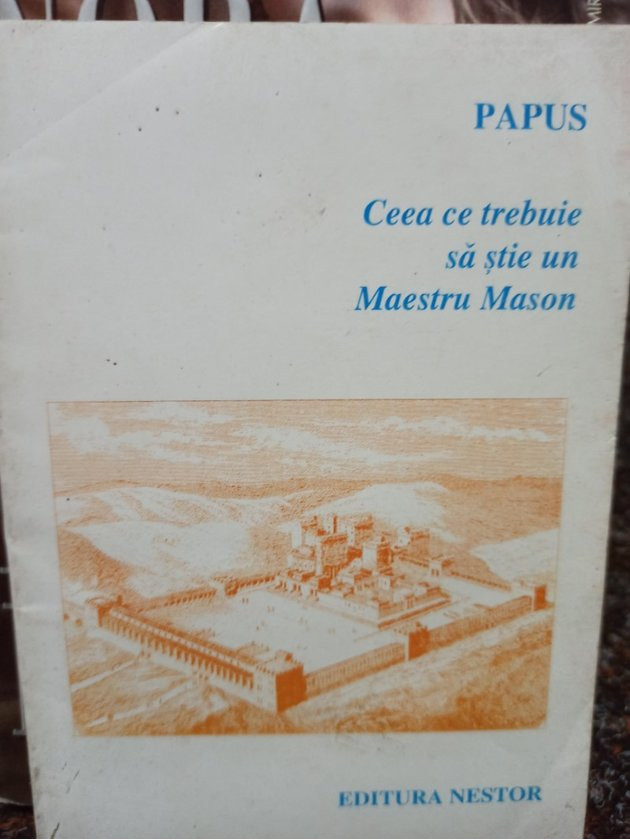 PAPUS
Ceea ce trebuie
să știe un
Maestru Mason
EDITURA NESTOR